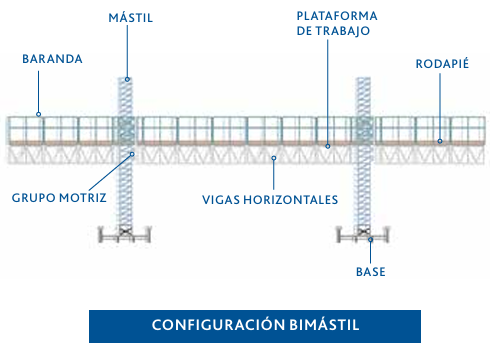 MÁSTIL
PLATAFORMA
DE TRABAJO
BARANDA
RODAPIÉ
GRUPO MOTRIZ
VIGAS HORIZONTALES
BASE
CONFIGURACIÓN BIMÁSTIL